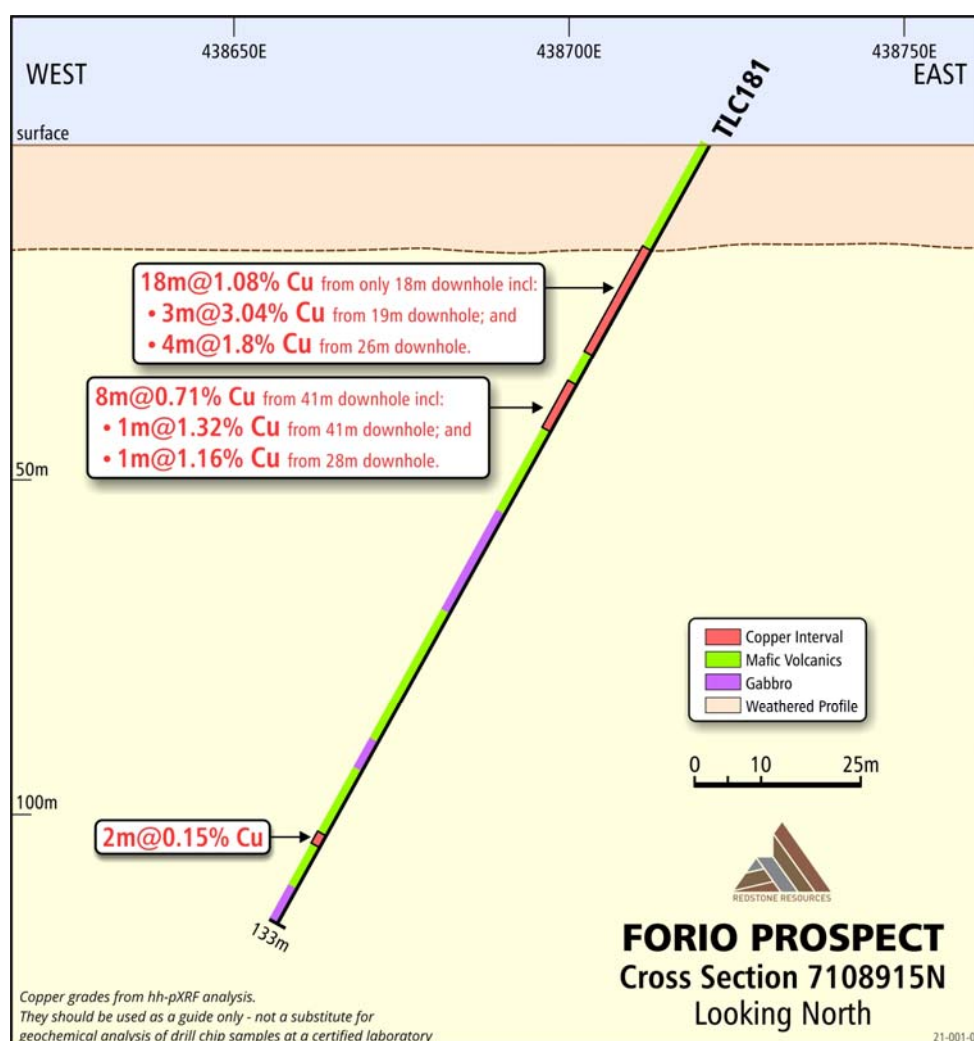 438650E
438700E
438750E
WEST
EAST
TLC181
surface
18m@1.08% Cu from only 18m downhole incl:
• 3m@3.04% Cu from 19m downhole; and
• 4m@1.8% Cu from 26m downhole.
8m@0.71% Cu from 41m downhole incl:
• 1m@1.32% Cu from 41m downhole; and
• 1m@1.16% Cu from 28m downhole.
50m
Copper Interval
Mafic Volcanics
Gabbro
Weathered Profile
0 10 25m
100m
2m@0.15% Cu
133m
REDSTONE RESOURCES
FORIO PROSPECT
Cross Section 7108915N
Looking North
Copper grades from hh-pXRF analysis.
They should be used as a guide only - not a substitute for
geochemical analysis of drill chip samples at a certified laboratory